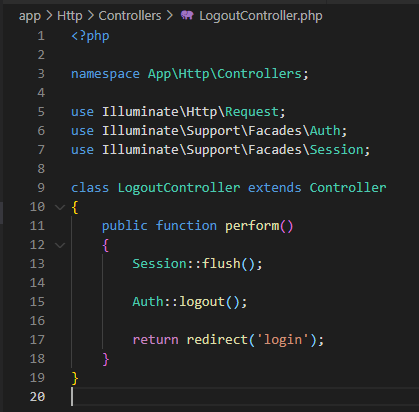 app > Http > Controllers > LogoutController.php
1 <?php
2
3 namespace App\Http\Controllers;
4
5 use Illuminate\Http\Request;
6 use Illuminate\Support\Facades\Auth;
7 use Illuminate\Support\Facades\Session;
8
9 class LogoutController extends Controller
10 {
11     public function perform()
12     {
13         Session::flush();
14
15         Auth::logout();
16
17         return redirect('login');
18     }
19 }
20